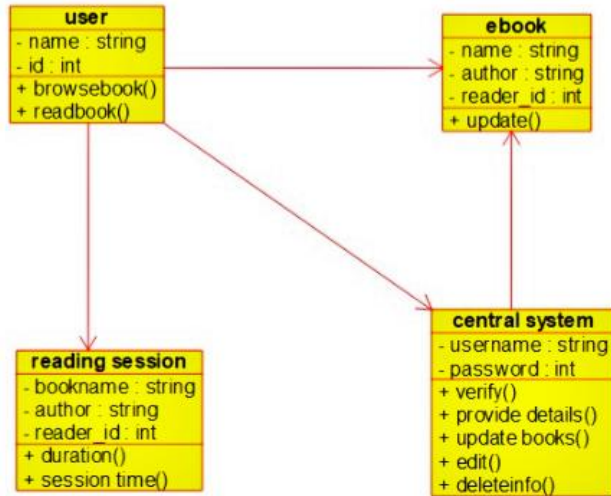 user
- name : string
- id : int
+ browsebook()
+ readbook()
ebook
- name : string
- author : string
- reader_id : int
+ update()
reading session
- bookname : string
- author : string
- reader_id : int
+ duration()
+ session time()
central system
- username : string
- password : int
+ verify()
+ provide details()
+ update books()
+ edit()
+ deleteinfo()